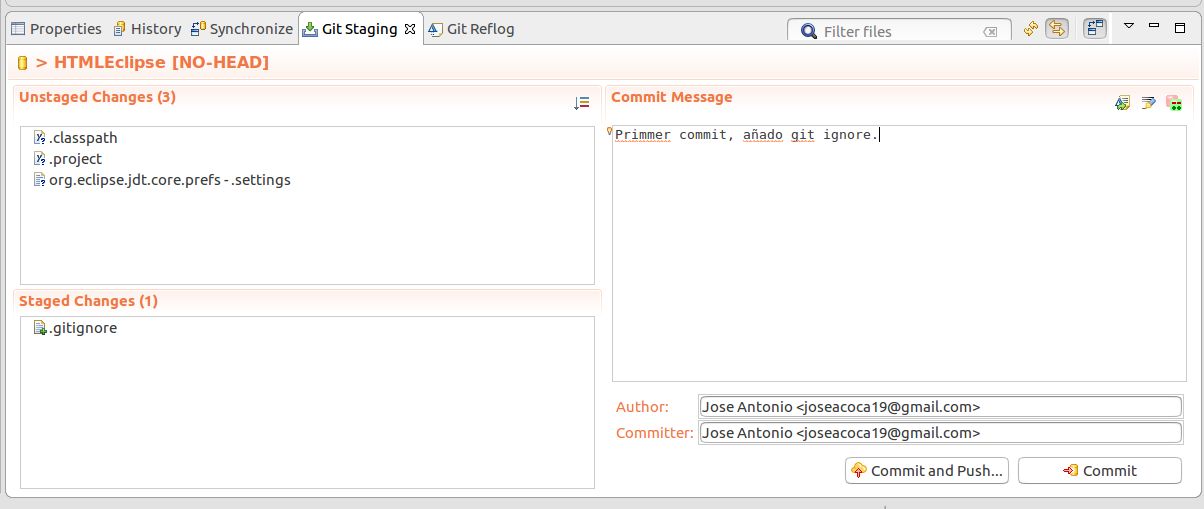 Properties History Synchronize Git Staging Git Reflog Filter files
> HTMLEclipse [NO-HEAD]
Unstaged Changes (3)
.classpath
.project
org.eclipse.jdt.core.prefs - .settings
Staged Changes (1)
.gitignore
Commit Message
Primmer commit, añado git ignore.
Author: Jose Antonio <joseacoca19@gmail.com>
Committer: Jose Antonio <joseacoca19@gmail.com>
Commit and Push... Commit